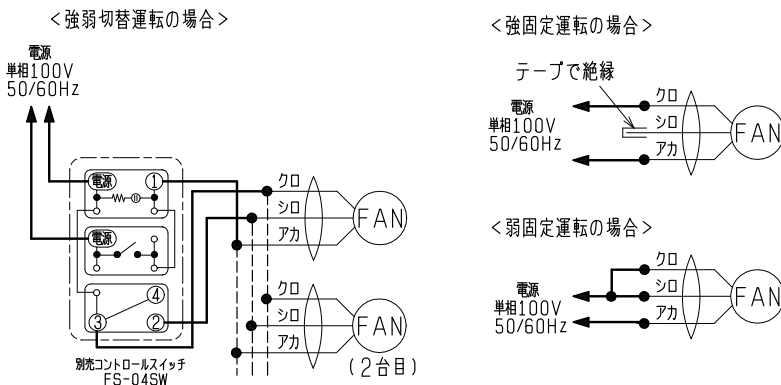 <強弱切替運転の場合>
電源
単相100V
50/60Hz
電源
①
電源
④
③
②
別売コントロールスイッチ
FS-04SW
クロ
シロ
アカ
FAN
クロ
シロ
アカ
FAN
(2台目)
<強固定運転の場合>
テープで絶縁
電源
単相100V
50/60Hz
クロ
シロ
アカ
FAN
<弱固定運転の場合>
電源
単相100V
50/60Hz
クロ
シロ
アカ
FAN